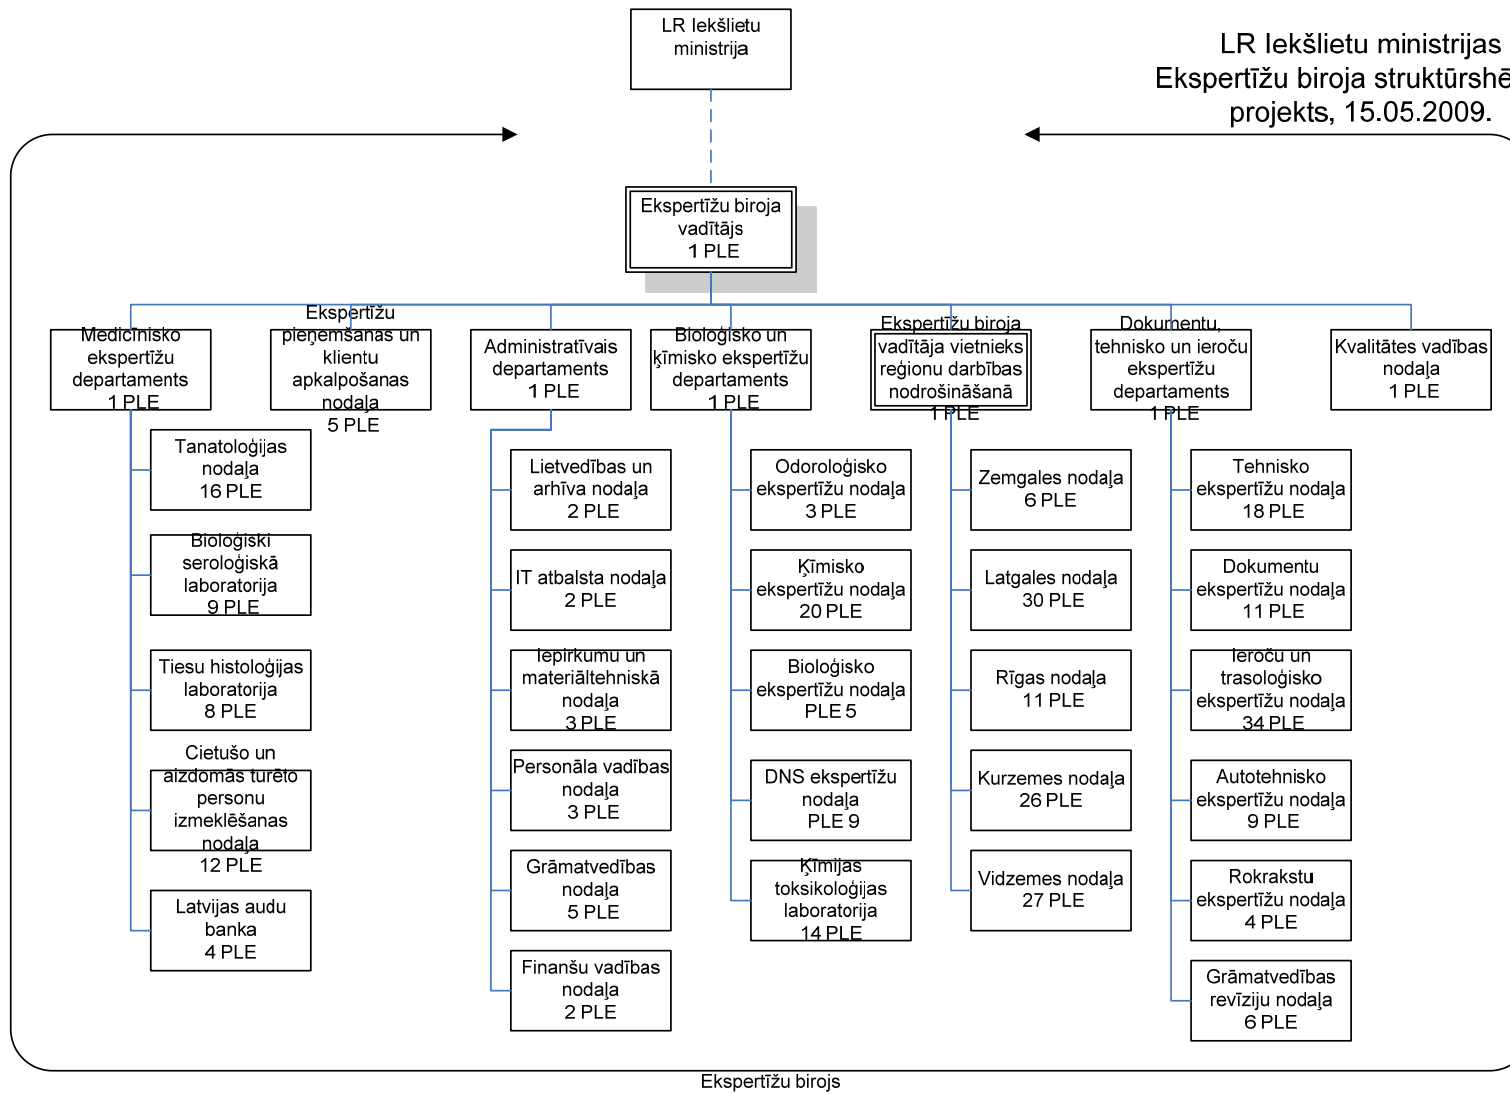 LR Iekšlietu
ministrija
LR Iekšlietu ministrijas
Ekspertīžu biroja
projekts, 15.05.2009.
Ekspertīžu biroja
vadītājs
1 PLE
Medicīnisko
ekspertīžu
departaments
1 PLE
Ekspertīžu
pieņemšanas un
klientu
apkalpošanas
nodaļa
5 PLE
Administratīvais
departaments
1 PLE
Bioloģisko un
ķīmisko ekspertīžu
departaments
1 PLE
Ekspertīžu biroja
vadītāja vietnieks
reģionu darbības
nodrošināšanā
1 PLE
Dokumentu,
tehnisko un ieroču
ekspertīžu
departaments
1 PLE
Kvalitātes vadības
nodaļa
1 PLE
Tanatoloģijas
nodaļa
16 PLE
Bioloģiski
seroloģiskā
laboratorija
9 PLE
Tiesu histoloģijas
laboratorija
8 PLE
Cietušo un
aizdomās turēto
personu
izmeklēšanas
nodaļa
12 PLE
Latvijas audu
banka
4 PLE
Lietvedības un
arhīva nodaļa
2 PLE
IT atbalsta nodaļa
2 PLE
Iepirkumu un
materiāltehniskā
nodaļa
3 PLE
Personāla vadības
nodaļa
3 PLE
Grāmatvedības
nodaļa
5 PLE
Finanšu vadības
nodaļa
2 PLE
Odoroloģisko
ekspertīžu nodaļa
3 PLE
Ķīmisko
ekspertīžu nodaļa
20 PLE
Bioloģisko
ekspertīžu nodaļa
PLE 5
DNS ekspertīžu
nodaļa
PLE 9
Ķīmijas
toksikoloģijas
laboratorija
14 PLE
Zemgales nodaļa
6 PLE
Latgales nodaļa
30 PLE
Rīgas nodaļa
11 PLE
Kurzemes nodaļa
26 PLE
Vidzemes nodaļa
27 PLE
Tehnisko
ekspertīžu nodaļa
18 PLE
Dokumentu
ekspertīžu nodaļa
11 PLE
Ieroču un
trasoloģisko
ekspertīžu nodaļa
34 PLE
Autotehnisko
ekspertīžu nodaļa
9 PLE
Rokrakstu
ekspertīžu nodaļa
4 PLE
Grāmatvedības
revīziju nodaļa
6 PLE
Ekspertīžu birojs